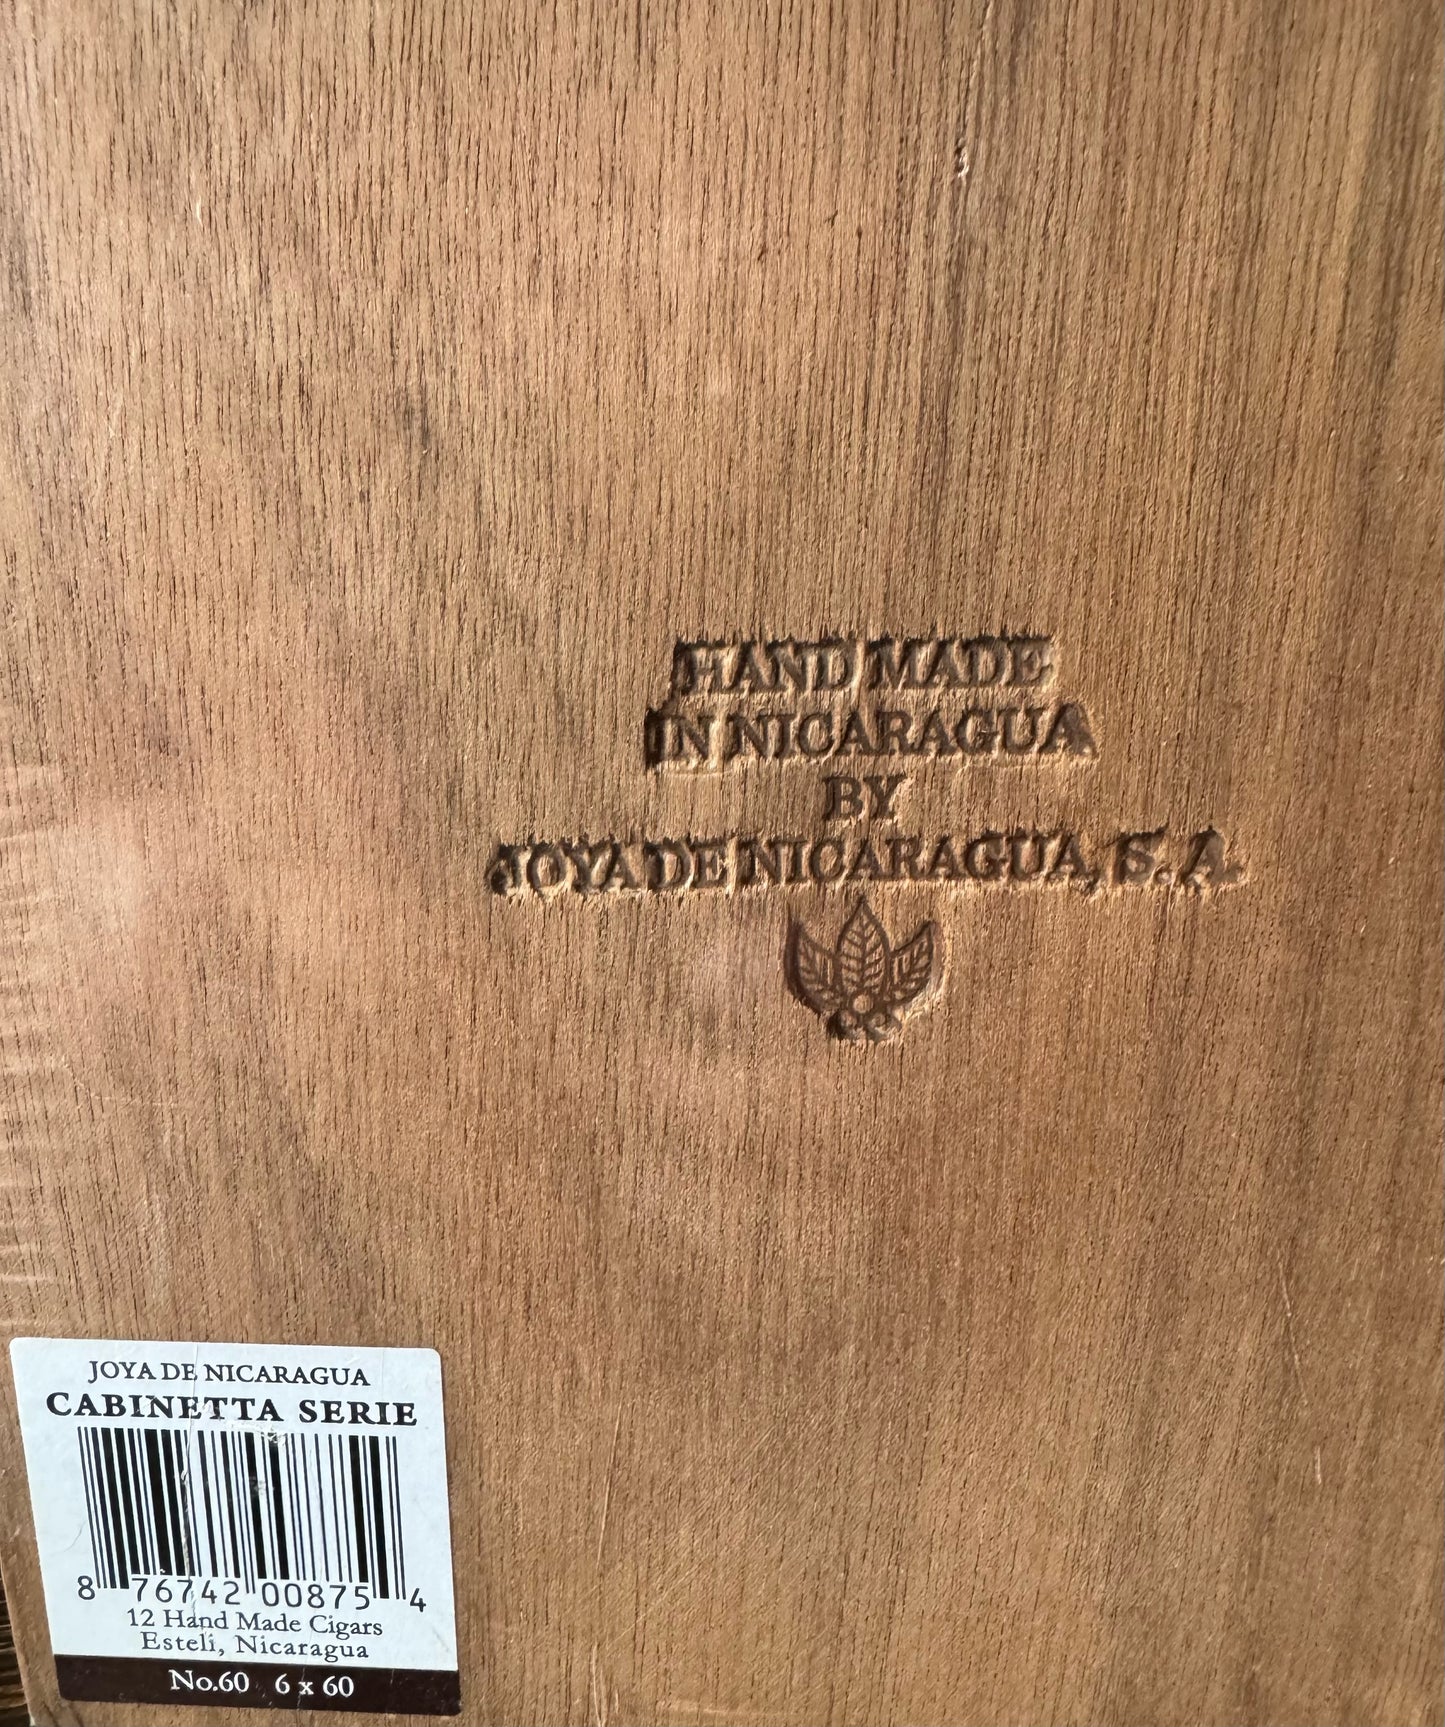 HAND MADE
IN NICARAGUA
BY
JOYA DE NICARAGUA, S.A.
JOYA DE NICARAGUA
CABINETTA SERIE
8 76742 00875 4
12 Hand Made Cigars
Estelí, Nicaragua
No.60 6 x 60